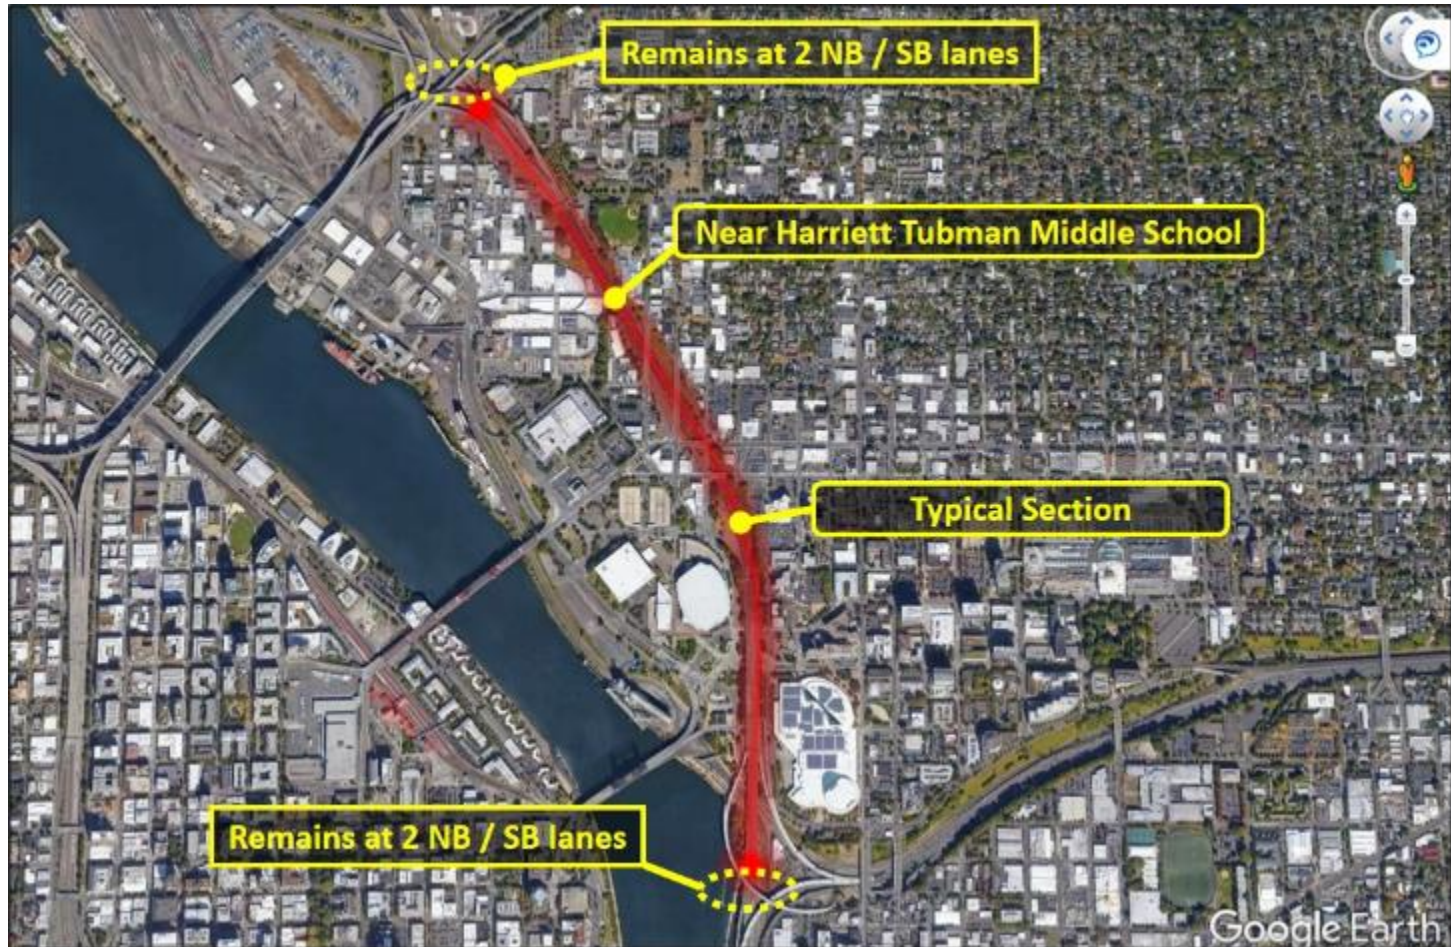 Remains at 2 NB / SB lanes
Near Harriett Tubman Middle School
Typical Section
Remains at 2 NB / SB lanes
Google Earth